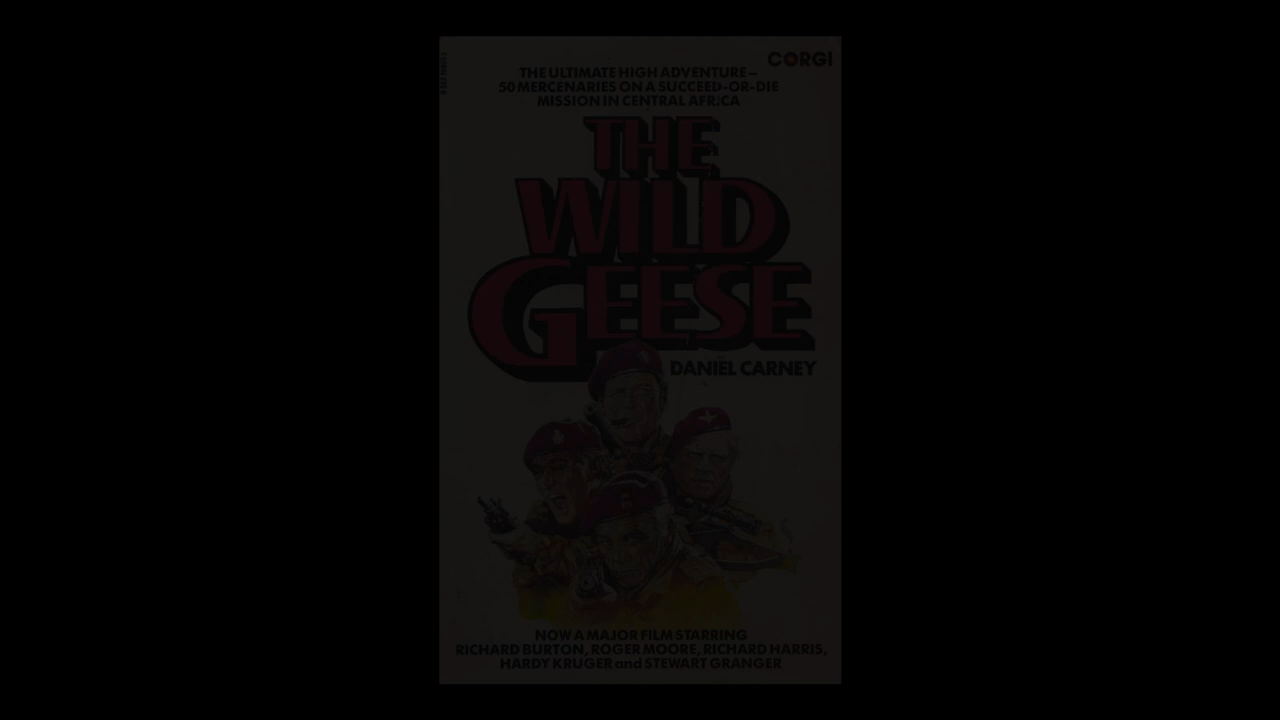 CORGI
THE ULTIMATE HIGH ADVENTURE—
50 MERCENARIES ON A SUCCEED-OR-DIE
MISSION IN CENTRAL AFRICA
THE
WILD
GEESE
DANIEL CARNEY
NOW A MAJOR FILM STARRING
RICHARD BURTON, ROGER MOORE, RICHARD HARRIS,
HARDY KRUGER and STEWART GRANGER